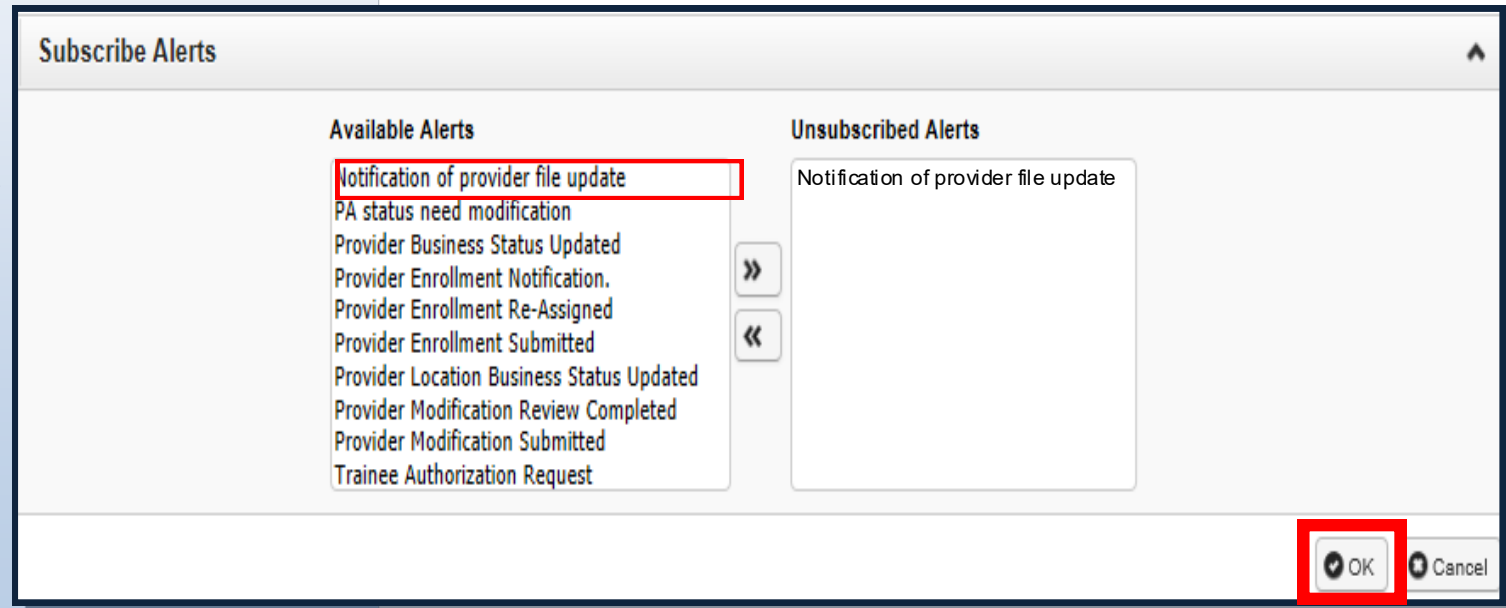 Subscribe Alerts
Available Alerts
Notification of provider file update
PA status need modification
Provider Business Status Updated
Provider Enrollment Notification.
Provider Enrollment Re-Assigned
Provider Enrollment Submitted
Provider Location Business Status Updated
Provider Modification Review Completed
Provider Modification Submitted
Trainee Authorization Request
Unsubscribed Alerts
Notification of provider file update
OK
Cancel